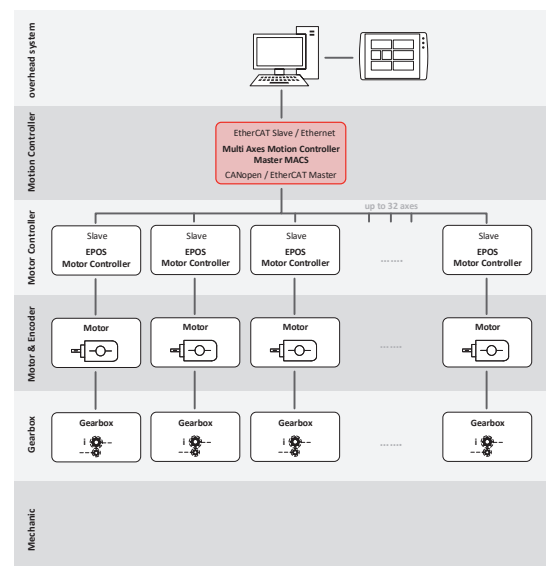 overhead system
EtherCAT Slave / Ethernet
Multi Axes Motion Controller
Master MACS
CANopen / EtherCAT Master
Motion Controller
up to 32 axes
Motor Controller
Slave
EPOS
Motor Controller
Slave
EPOS
Motor Controller
Slave
EPOS
Motor Controller
.......
Slave
EPOS
Motor Controller
Motor & Encoder
Motor
Motor
Motor
.......
Motor
Gearbox
Gearbox
i
Gearbox
i
Gearbox
i
.......
Gearbox
i
Mechanic